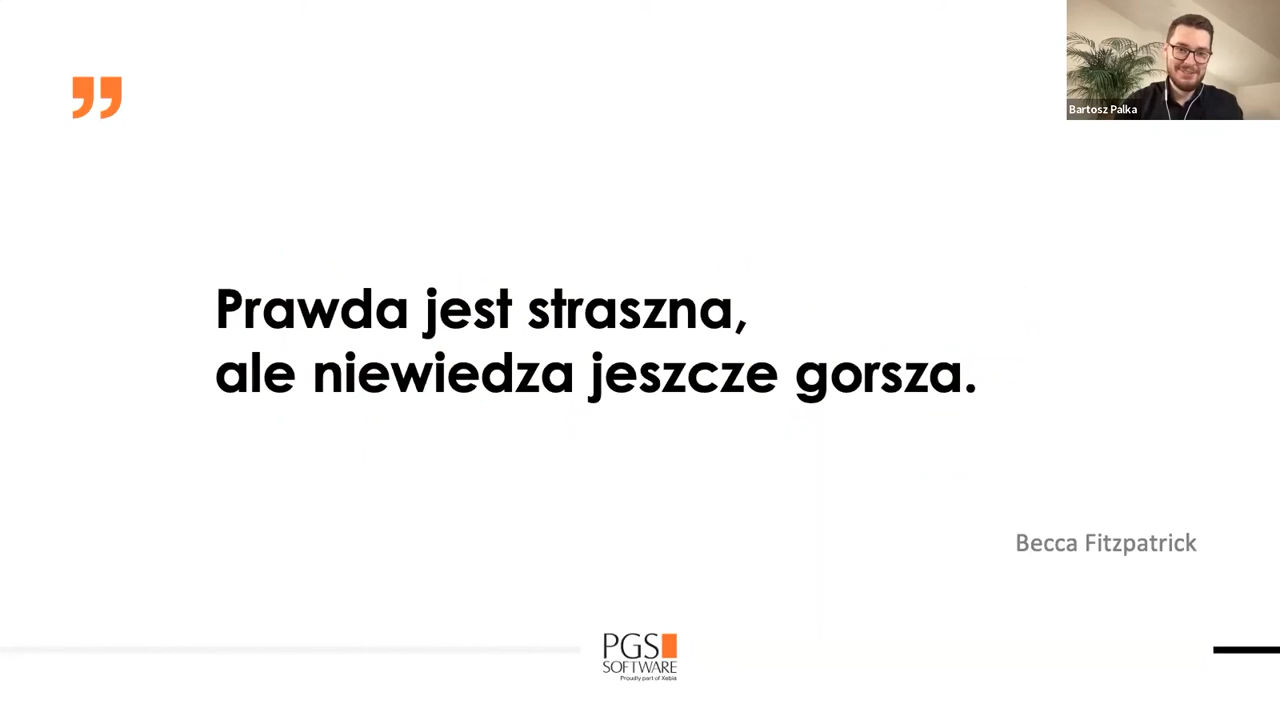 ”
Bartosz Palka
Prawda jest straszna,
ale niewiedza jeszcze gorsza.
Becca Fitzpatrick
PGS
SOFTWARE
Proudly part of Xebia